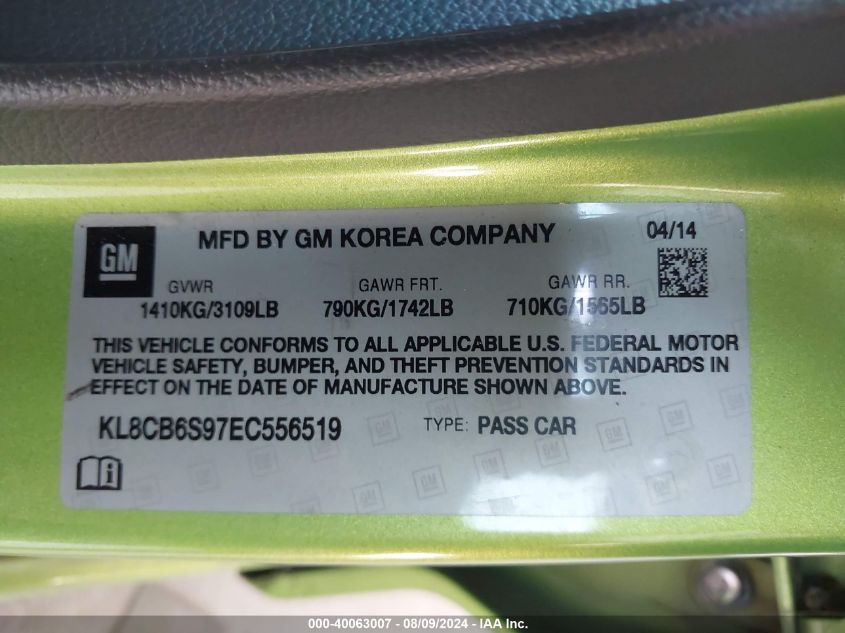 GM
MFD BY GM KOREA COMPANY 04/14
GVWR GAWR FRT. GAWR RR.
1410KG/3109LB 790KG/1742LB 710KG/1565LB
THIS VEHICLE CONFORMS TO ALL APPLICABLE U.S. FEDERAL MOTOR
VEHICLE SAFETY, BUMPER, AND THEFT PREVENTION STANDARDS IN
EFFECT ON THE DATE OF MANUFACTURE SHOWN ABOVE.
KL8CB6S97EC556519 TYPE: PASS CAR
000-40063007 - 08/09/2024 - IAA Inc.